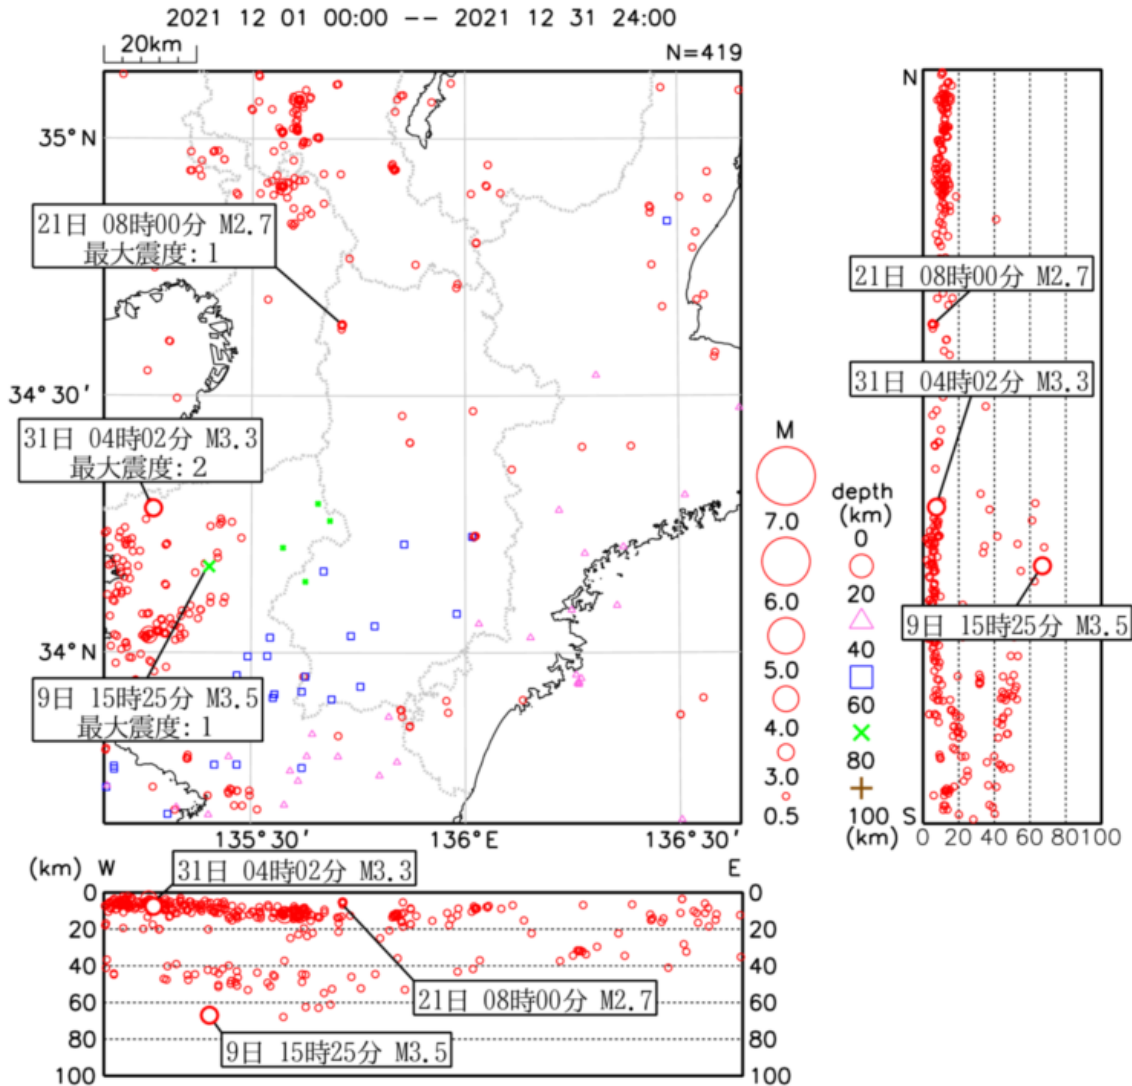 2021 12 01 00:00 -- 2021 12 31 24:00
20km
N=419
35°N
34°30′
34°N
135°30′
136°E
136°30′
21日 08時00分 M2.7
最大震度:1
31日 04時02分 M3.3
最大震度:2
9日 15時25分 M3.5
最大震度:1
M
7.0
6.0
5.0
4.0
3.0
0.5
depth
(km)
0
20
40
60
80
100
(km)
N
21日 08時00分 M2.7
31日 04時02分 M3.3
9日 15時25分 M3.5
S
0 20 40 60 80 100
(km) W
E
31日 04時02分 M3.3
21日 08時00分 M2.7
9日 15時25分 M3.5
0 0
20 20
40 40
60 60
80 80
100 100